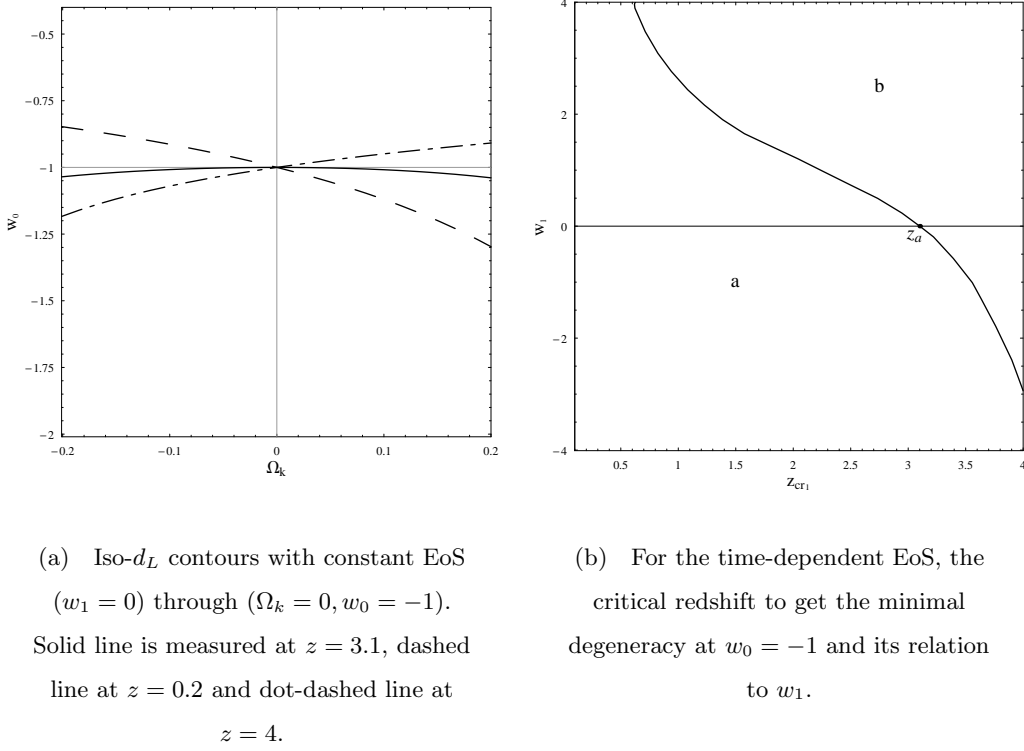 −0.5
−0.75
−1
−1.25
−1.5
−1.75
−2
w₀
−0.2
−0.1
0
0.1
0.2
Ωₖ
4
2
0
−2
−4
w₁
b
a
zₐ
0.5
1
1.5
2
2.5
3
3.5
4
z_cr₁
(a) Iso-d_L contours with constant EoS
(w₁ = 0) through (Ωₖ = 0, w₀ = −1).
Solid line is measured at z = 3.1, dashed
line at z = 0.2 and dot-dashed line at
z = 4.
(b) For the time-dependent EoS, the
critical redshift to get the minimal
degeneracy at w₀ = −1 and its relation
to w₁.